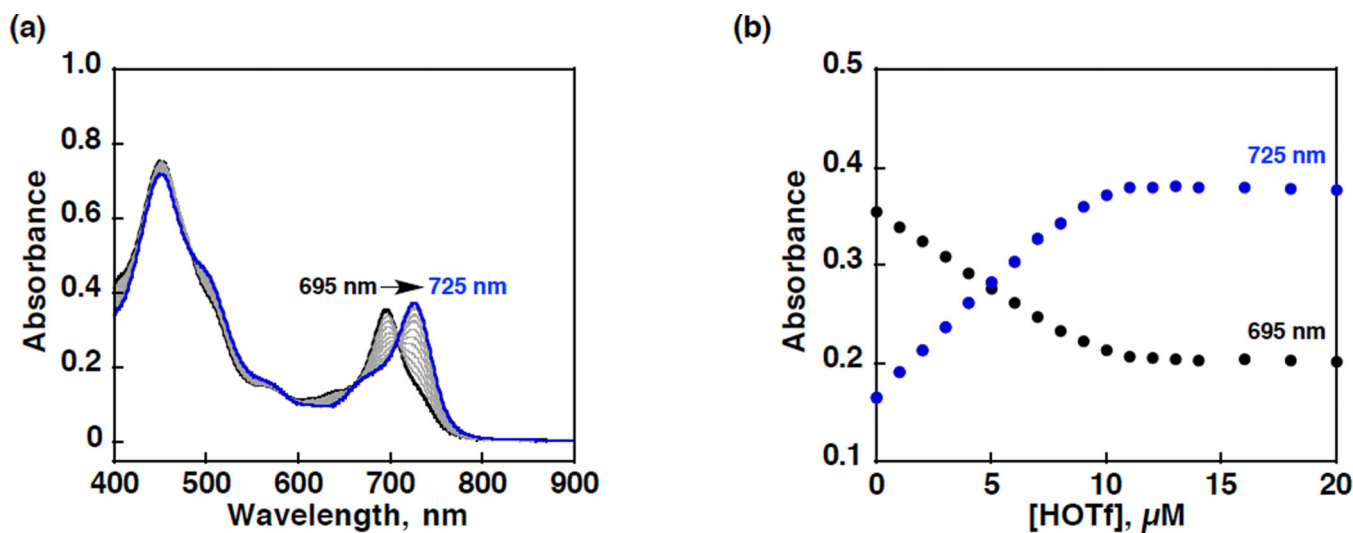 (a)
1.0
0.8
0.6
0.4
0.2
0
Absorbance
695 nm
725 nm
400 500 600 700 800 900
Wavelength, nm
(b)
0.5
0.4
0.3
0.2
0.1
Absorbance
725 nm
695 nm
0 5 10 15 20
[HOTf], μM